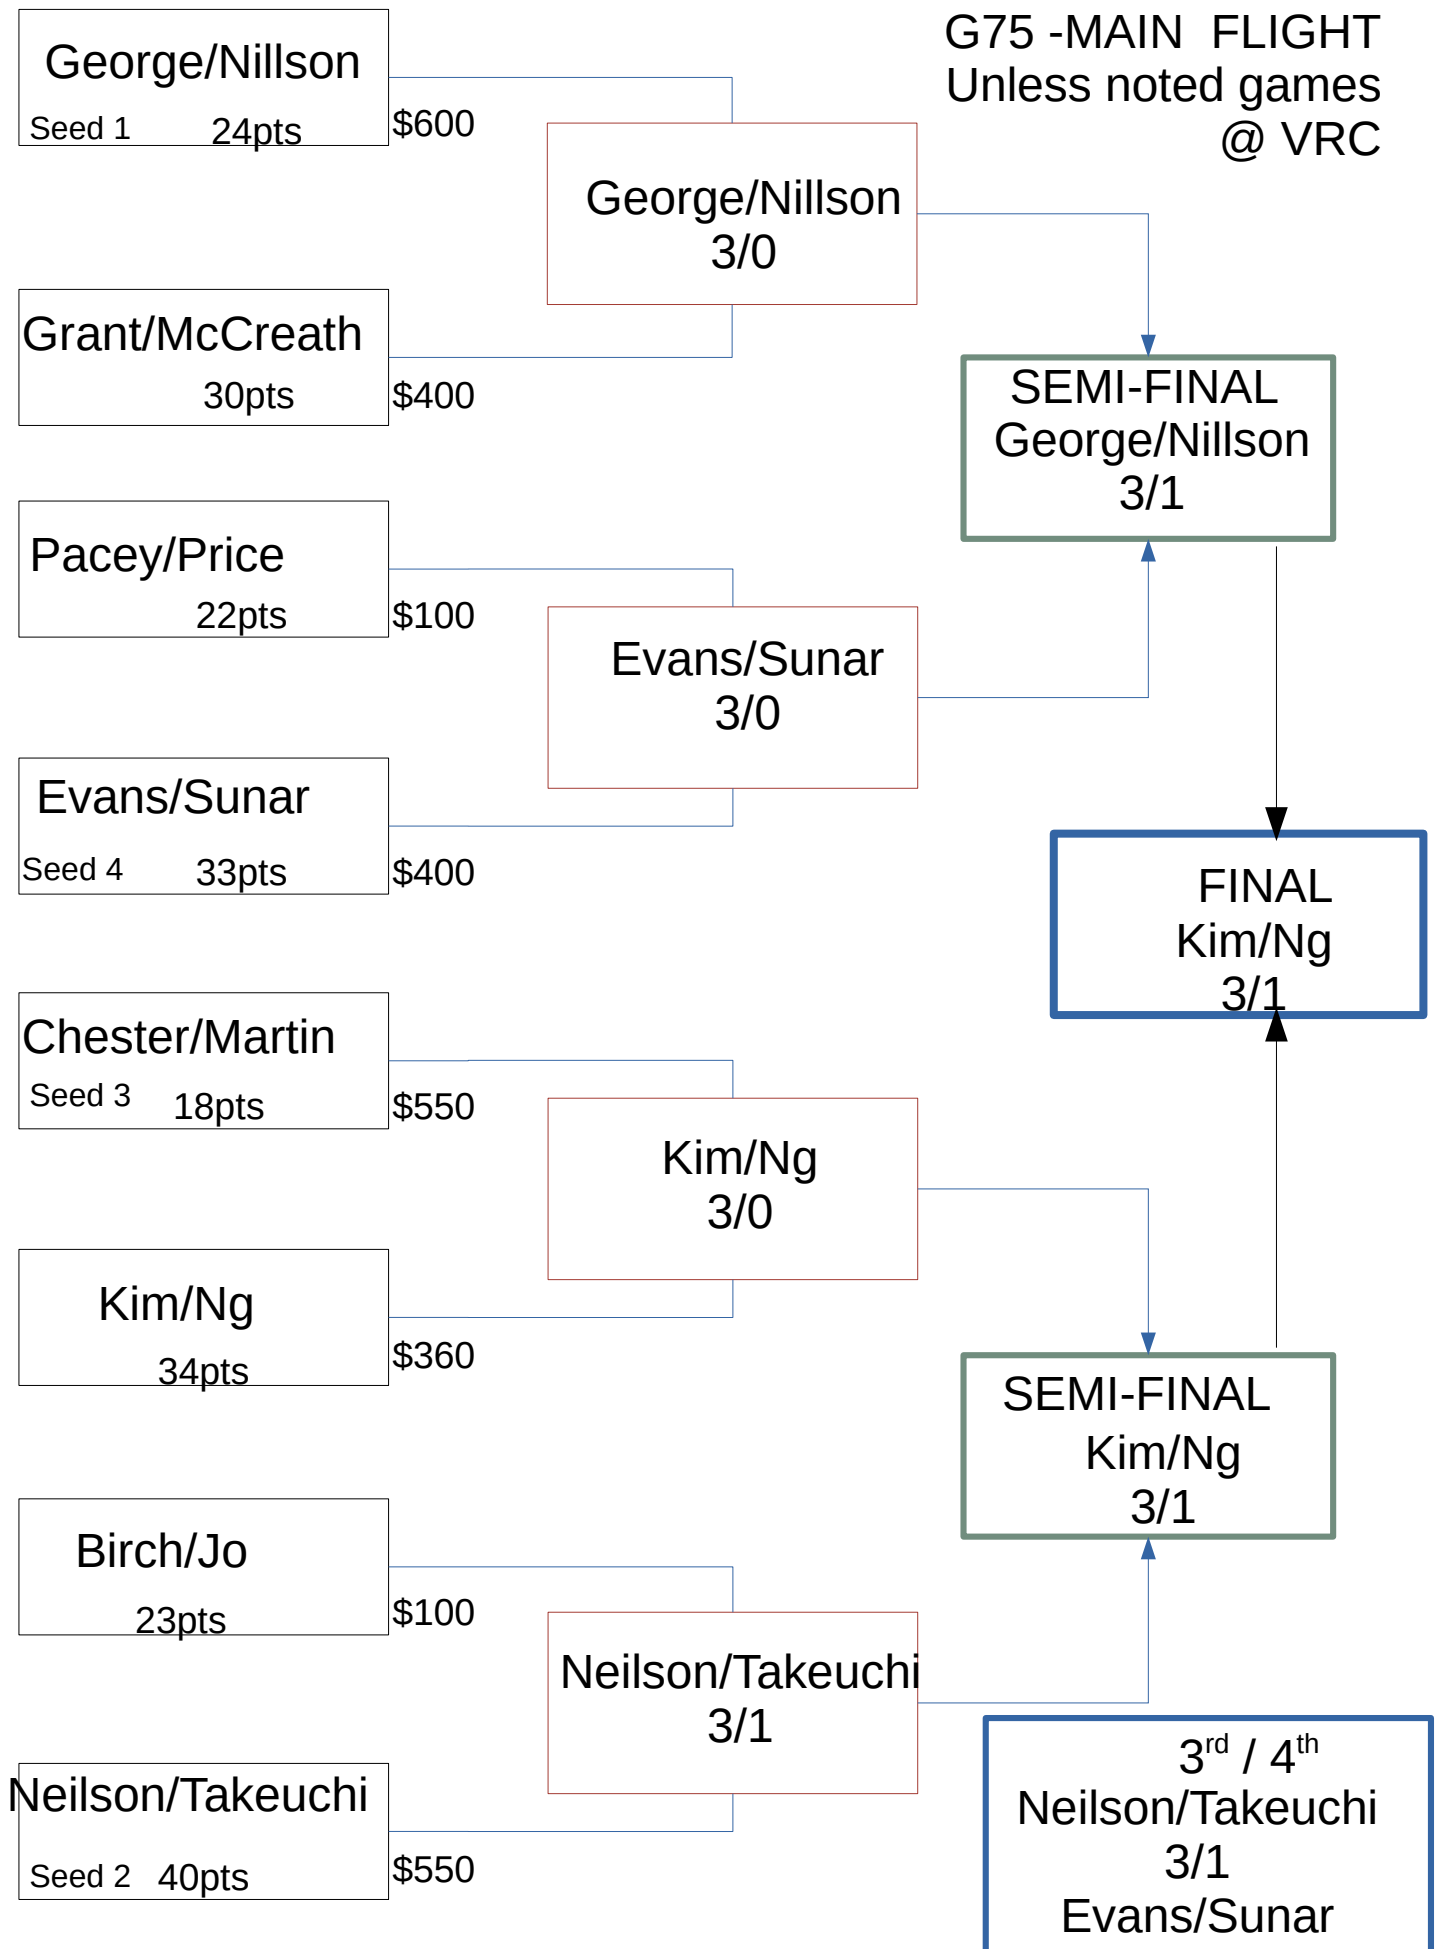 G75 -MAIN FLIGHT
Unless noted games
@ VRC
George/Nillson
Seed 1 24pts
$600
George/Nillson
3/0
Grant/McCreath
30pts
$400
SEMI-FINAL
George/Nillson
3/1
Pacey/Price
22pts
$100
Evans/Sunar
3/0
Evans/Sunar
Seed 4 33pts
$400
FINAL
Kim/Ng
3/1
Chester/Martin
Seed 3 18pts
$550
Kim/Ng
3/0
Kim/Ng
34pts
$360
SEMI-FINAL
Kim/Ng
3/1
Birch/Jo
23pts
$100
Neilson/Takeuchi
3/1
Neilson/Takeuchi
Seed 2 40pts
$550
3rd / 4th
Neilson/Takeuchi
3/1
Evans/Sunar